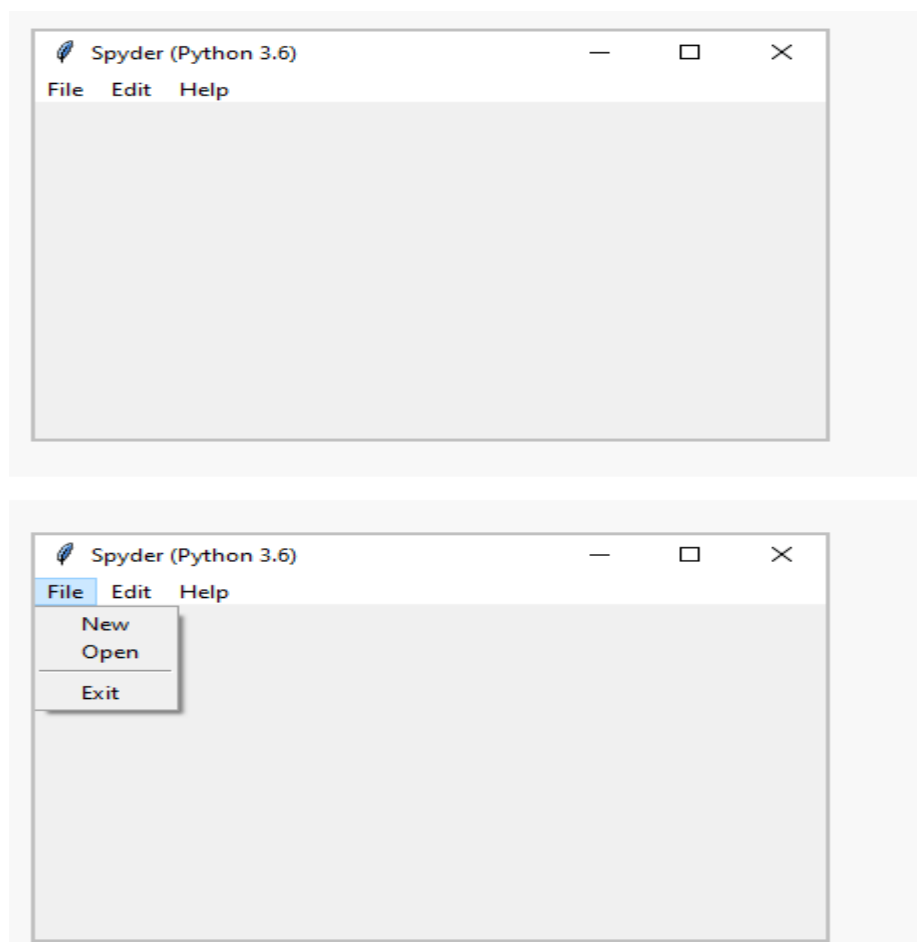 Spyder (Python 3.6)
File Edit Help
Spyder (Python 3.6)
File Edit Help
New
Open
Exit